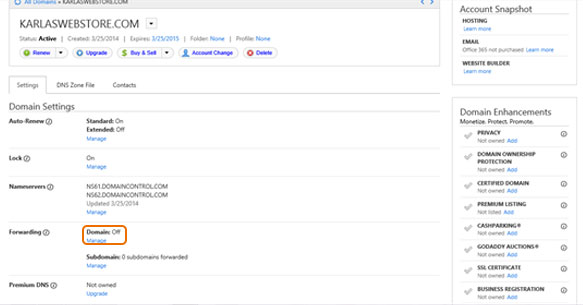 All Domains » KARLASWEBSTORE.COM
KARLASWEBSTORE.COM
Status: Active | Created: 3/25/2014 | Expires: 3/25/2015 | Folder: None | Profile: None
Renew Upgrade Buy & Sell Account Change Delete
Settings DNS Zone File Contacts
Domain Settings
Auto-Renew Standard: On
Extended: Off
Manage
Lock On
Manage
Nameservers NS61.DOMAINCONTROL.COM
NS62.DOMAINCONTROL.COM
Updated 3/25/2014
Manage
Forwarding Domain: Off
Manage
Subdomain: 0 subdomains forwarded
Manage
Premium DNS Not owned
Upgrade
Account Snapshot
HOSTING
Learn more
EMAIL
Office 365 not purchased Learn more
WEBSITE BUILDER
Learn more
Domain Enhancements
Monetize. Protect. Promote.
PRIVACY
Not owned Add
DOMAIN OWNERSHIP
PROTECTION
Not owned Add
CERTIFIED DOMAIN
Not owned Add
PREMIUM LISTING
Not listed Add
CASHPARKING®
Not owned Add
GODADDY AUCTIONS®
Not owned Add
SSL CERTIFICATE
Not owned Add
BUSINESS REGISTRATION
Not owned Add